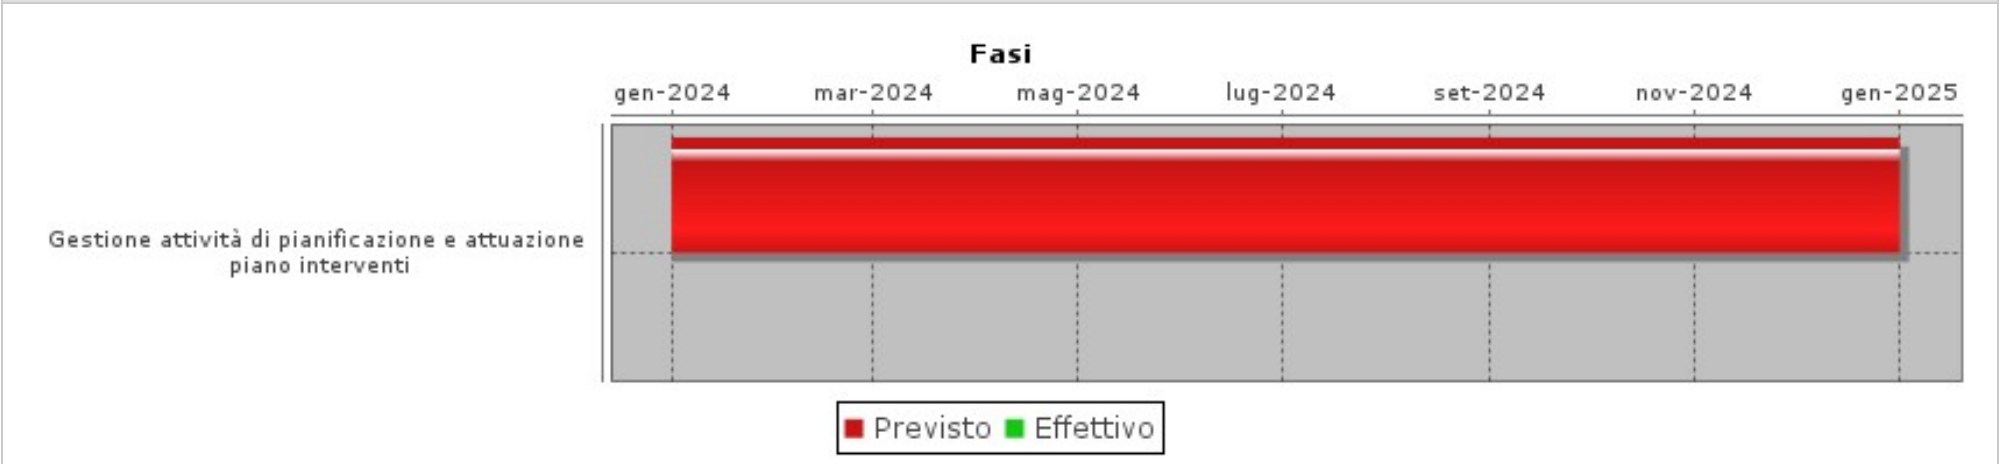 Fasi
gen-2024 mar-2024 mag-2024 lug-2024 set-2024 nov-2024 gen-2025
Gestione attività di pianificazione e attuazione
piano interventi
Previsto Effettivo